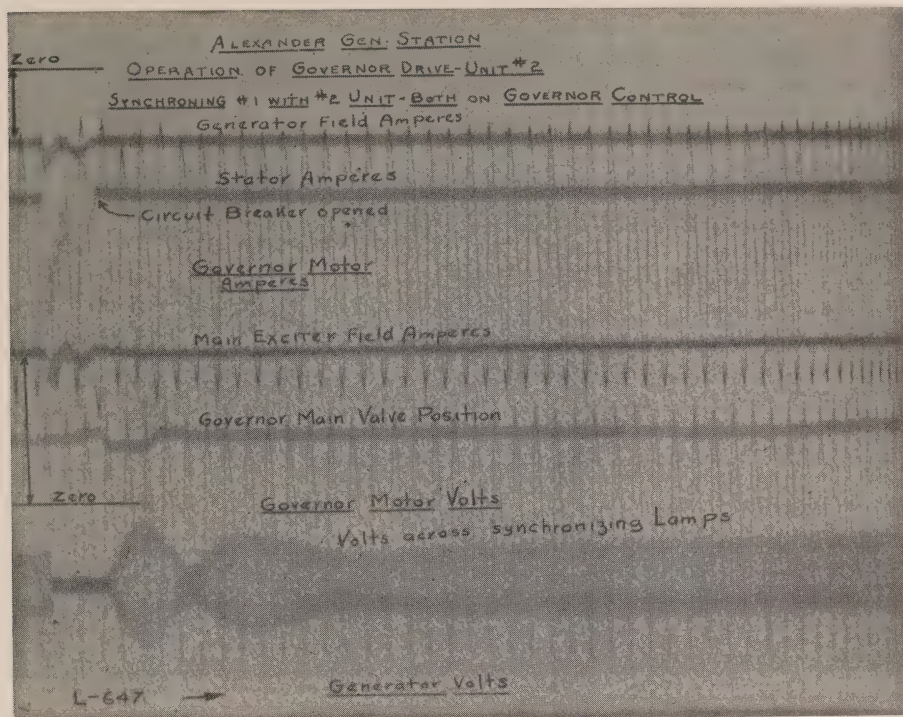 ALEXANDER GEN. STATION
Zero
OPERATION OF GOVERNOR DRIVE-UNIT #2
SYNCHRONING #1 WITH #2 UNIT-BOTH ON GOVERNOR CONTROL
Generator Field Amperes
Stator Amperes
Circuit Breaker opened
Governor Motor
Amperes
Main Exciter Field Amperes
Governor Main Valve Position
Zero
Governor Motor Volts
Volts across synchronizing Lamps
Generator Volts
L-647